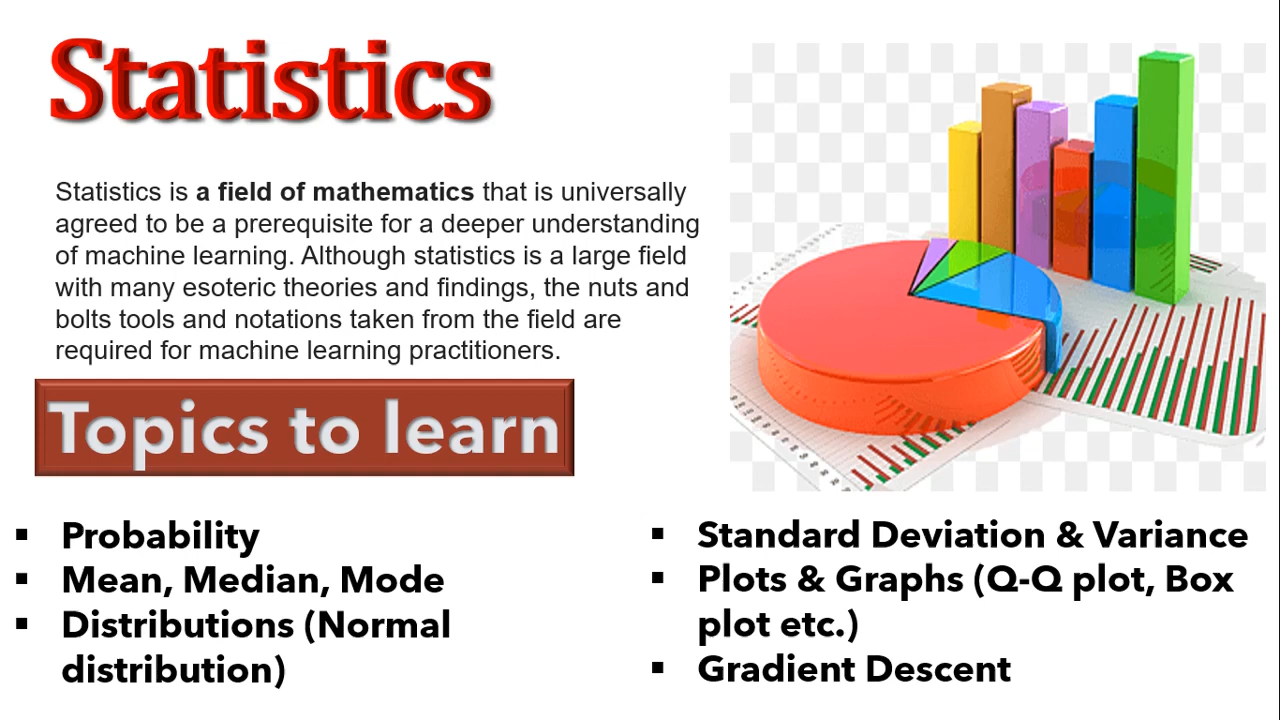 Statistics
Statistics is a field of mathematics that is universally
agreed to be a prerequisite for a deeper understanding
of machine learning. Although statistics is a large field
with many esoteric theories and findings, the nuts and
bolts tools and notations taken from the field are
required for machine learning practitioners.
Topics to learn
▪ Probability
▪ Mean, Median, Mode
▪ Distributions (Normal
distribution)
▪ Standard Deviation & Variance
▪ Plots & Graphs (Q-Q plot, Box
plot etc.)
▪ Gradient Descent